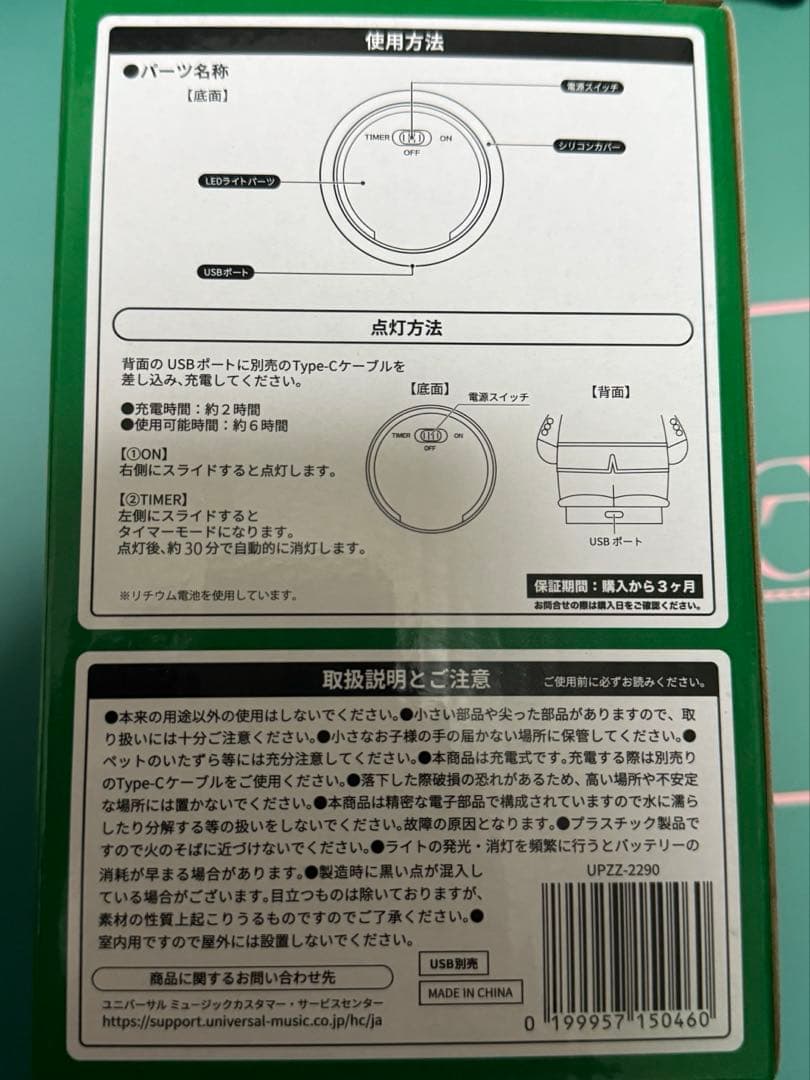 使用方法
●パーツ名称
【底面】
電源スイッチ
TIMER
ON
OFF
シリコンカバー
LEDライトパーツ
USBポート
点灯方法
背面の USBポートに別売のType-Cケーブルを
差し込み、充電してください。
●充電時間：約2時間
●使用可能時間：約6時間
【①ON】
右側にスライドすると点灯します。
【②TIMER】
左側にスライドすると
タイマーモードになります。
点灯後、約30分で自動的に消灯します。
【底面】
電源スイッチ
TIMER
ON
OFF
【背面】
USBポート
※リチウム電池を使用しています。
保証期間：購入から3ヶ月
お問合せの際は購入日をご確認ください。
取扱説明とご注意
ご使用前に必ずお読みください。
●本来の用途以外の使用はしないでください。●小さい部品や尖った部品がありますので、取
り扱いには十分ご注意ください。●小さなお子様の手の届かない場所に保管してください。●
ペットのいたずら等には充分注意してください。●本商品は充電式です。充電する際は別売り
のType-Cケーブルをご使用ください。●落下した際破損の恐れがあるため、高い場所や不安定
な場所には置かないでください。●本商品は精密な電子部品で構成されていますので水に濡ら
したり分解する等の扱いをしないでください。故障の原因となります。●プラスチック製品で
すので火のそばに近づけないでください。●ライトの発光・消灯を頻繁に行うとバッテリーの
消耗が早まる場合があります。●製造時に黒い点が混入し
ている場合がございます。目立つものは除いておりますが、
素材の性質上起こりうるものですのでご了承ください。●
室内用ですので屋外には設置しないでください。
UPZZ-2290
商品に関するお問い合わせ先
ユニバーサル ミュージックカスタマー・サービスセンター
https://support.universal-music.co.jp/hc/ja
USB別売
MADE IN CHINA
0 199957 150460